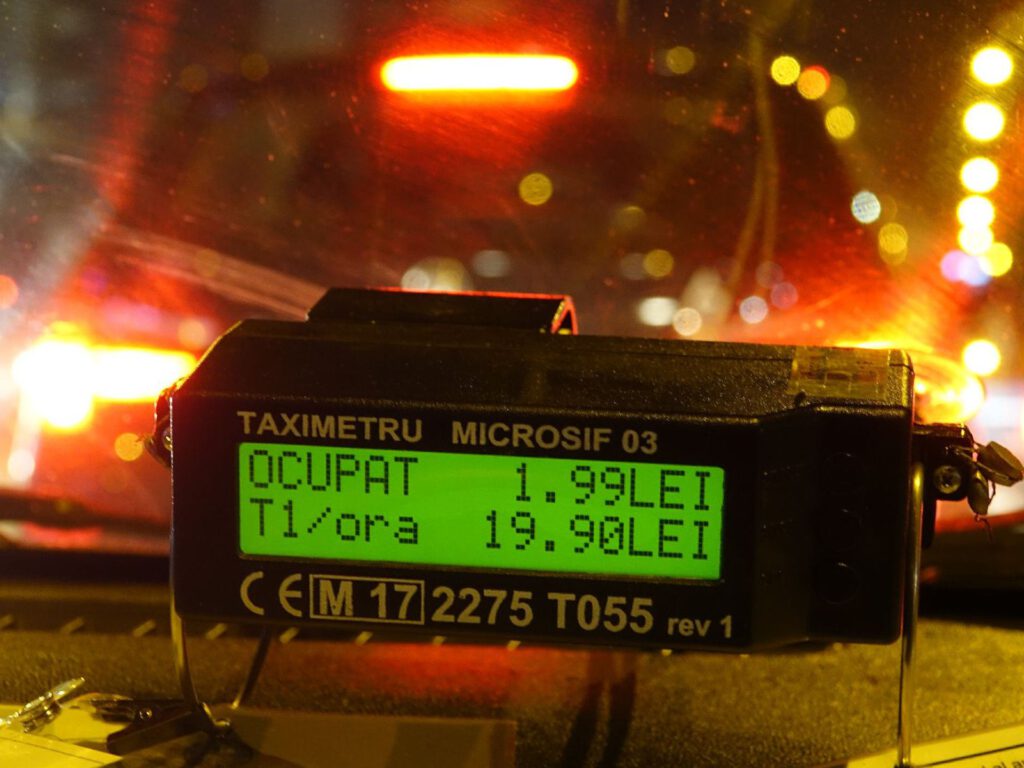 TAXIMETRU MICROSIF 03
OCUPAT 1.99LEI
T1/ora 19.90LEI
CE M 17 2275 T055 rev 1